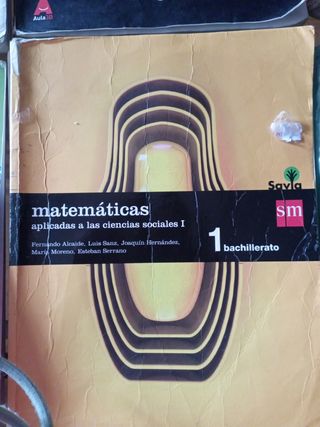 Aula3D
Savia
sm
matemáticas
aplicadas a las ciencias sociales I
Fernando Alcaide, Luis Sanz, Joaquín Hernández,
María Moreno, Esteban Serrano
1 bachillerato